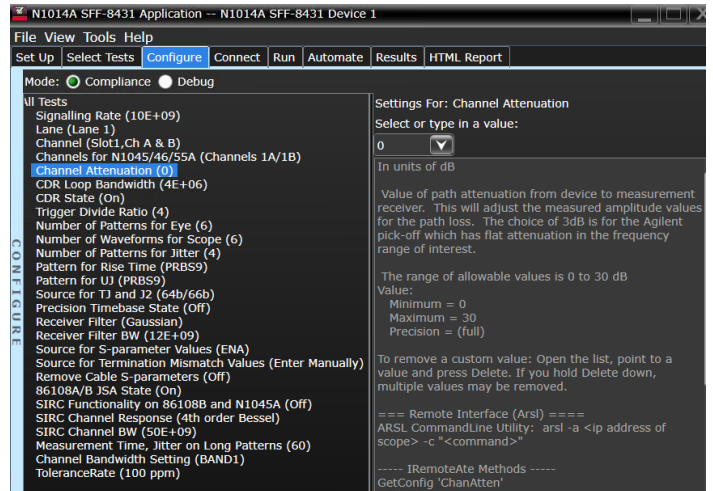 N1014A SFF-8431 Application -- N1014A SFF-8431 Device 1
File View Tools Help
Set Up Select Tests Configure Connect Run Automate Results HTML Report
Mode: Compliance Debug
CONFIGURE
All Tests
Signalling Rate (10E+09)
Lane (Lane 1)
Channel (Slot1,Ch A & B)
Channels for N1045/46/55A (Channels 1A/1B)
Channel Attenuation (0)
CDR Loop Bandwidth (4E+06)
CDR State (On)
Trigger Divide Ratio (4)
Number of Patterns for Eye (6)
Number of Waveforms for Scope (6)
Number of Patterns for Jitter (4)
Pattern for Rise Time (PRBS9)
Pattern for UJ (PRBS9)
Source for TJ and J2 (64b/66b)
Precision Timebase State (Off)
Receiver Filter (Gaussian)
Receiver Filter BW (12E+09)
Source for S-parameter Values (ENA)
Source for Termination Mismatch Values (Enter Manually)
Remove Cable S-parameters (Off)
86108A/B JSA State (On)
SIRC Functionality on 86108B and N1045A (Off)
SIRC Channel Response (4th order Bessel)
SIRC Channel BW (50E+09)
Measurement Time, Jitter on Long Patterns (60)
Channel Bandwidth Setting (BAND1)
ToleranceRate (100 ppm)
Settings For: Channel Attenuation
Select or type in a value:
0
In units of dB
Value of path attenuation from device to measurement
receiver. This will adjust the measured amplitude values
for the path loss. The choice of 3dB is for the Agilent
pick-off which has flat attenuation in the frequency
range of interest.
The range of allowable values is 0 to 30 dB
Value:
Minimum = 0
Maximum = 30
Precision = (full)
To remove a custom value: Open the list, point to a
value and press Delete. If you hold Delete down,
multiple values may be removed.
=== Remote Interface (Arsl) ====
ARSL CommandLine Utility: arsl -a <ip address of
scope> -c "<command>"
----- IRemoteAte Methods -----
GetConfig 'ChanAtten'